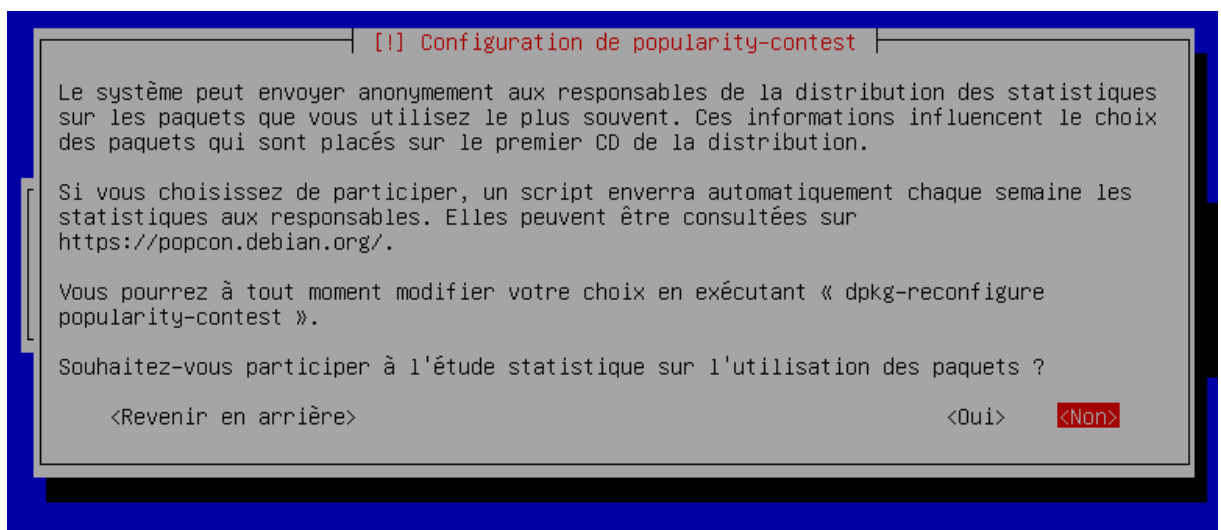 [!] Configuration de popularity-contest
Le système peut envoyer anonymement aux responsables de la distribution des statistiques
sur les paquets que vous utilisez le plus souvent. Ces informations influencent le choix
des paquets qui sont placés sur le premier CD de la distribution.
Si vous choisissez de participer, un script enverra automatiquement chaque semaine les
statistiques aux responsables. Elles peuvent être consultées sur
https://popcon.debian.org/.
Vous pourrez à tout moment modifier votre choix en exécutant « dpkg-reconfigure
popularity-contest ».
Souhaitez-vous participer à l'étude statistique sur l'utilisation des paquets ?
<Revenir en arrière> <Oui> <Non>